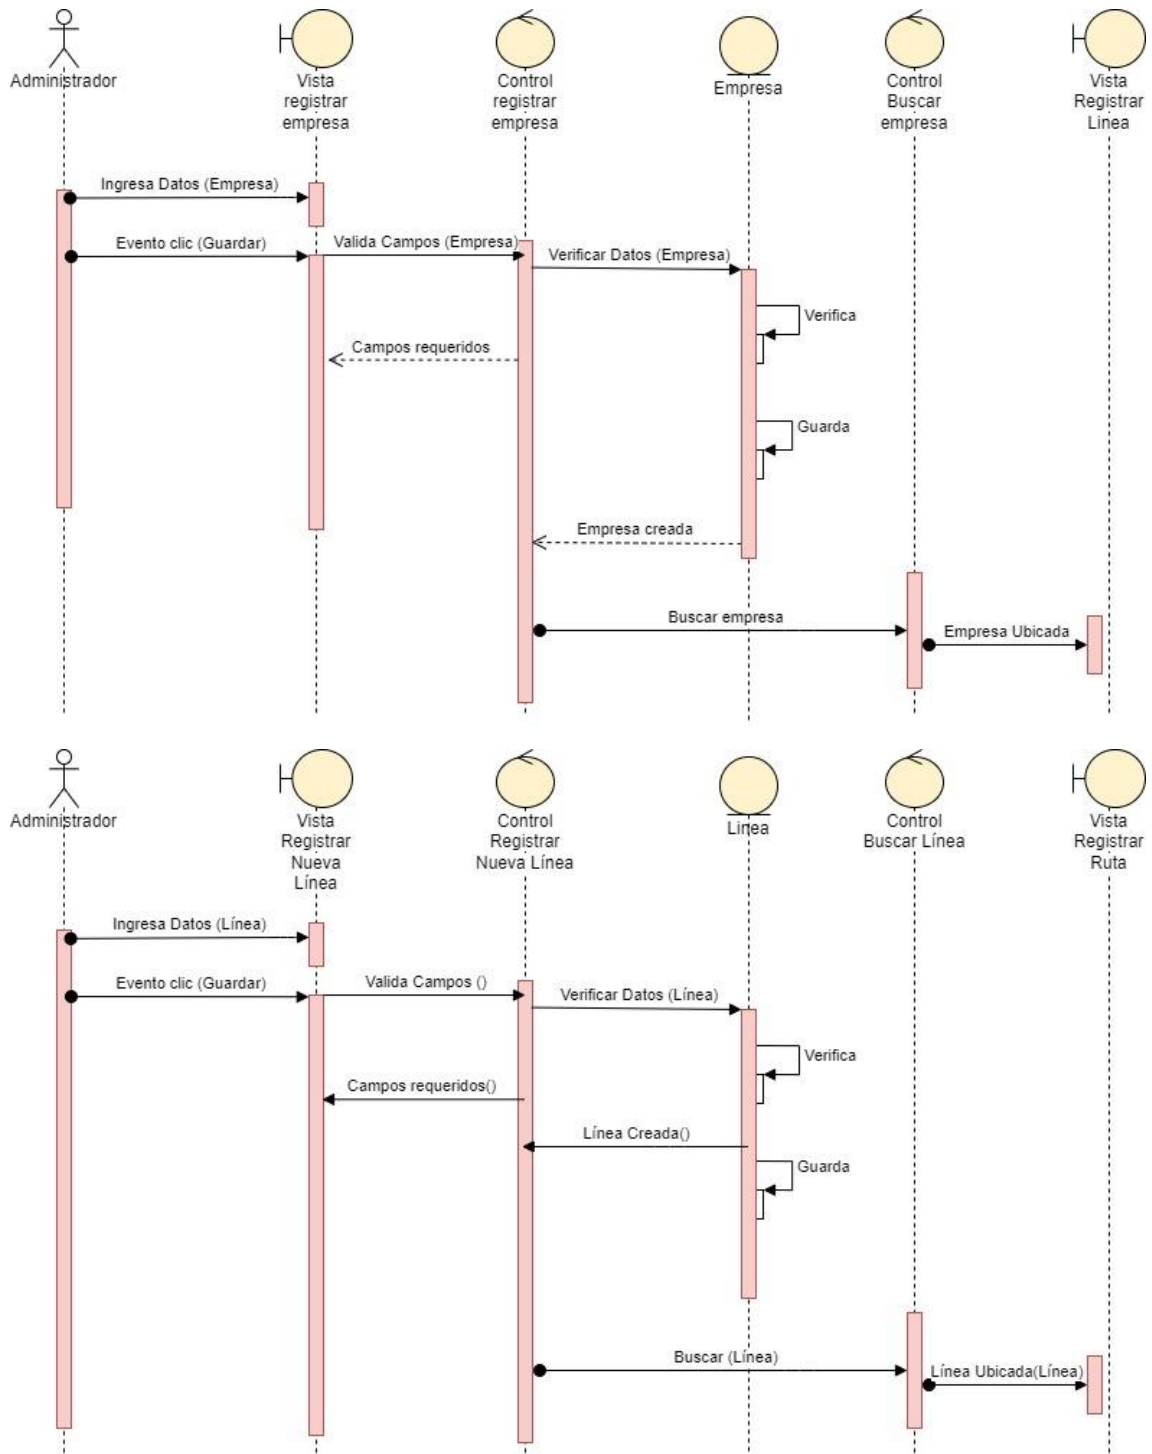 Administrador
Vista
registrar
empresa
Control
registrar
empresa
Empresa
Control
Buscar
empresa
Vista
Registrar
Linea
Ingresa Datos (Empresa)
Evento clic (Guardar)
Valida Campos (Empresa)
Verificar Datos (Empresa)
Verifica
Campos requeridos
Guarda
Empresa creada
Buscar empresa
Empresa Ubicada
Administrador
Vista
Registrar
Nueva
Línea
Control
Registrar
Nueva Línea
Linea
Control
Buscar Línea
Vista
Registrar
Ruta
Ingresa Datos (Línea)
Evento clic (Guardar)
Valida Campos ()
Verificar Datos (Línea)
Verifica
Campos requeridos()
Línea Creada()
Guarda
Buscar (Línea)
Línea Ubicada(Línea)